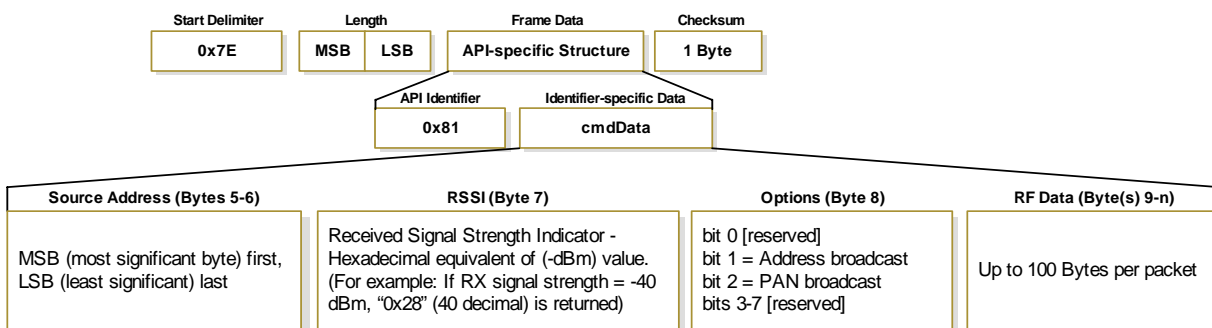 Start Delimiter Length Frame Data Checksum
0x7E MSB LSB API-specific Structure 1 Byte
API Identifier Identifier-specific Data
0x81 cmdData
Source Address (Bytes 5-6) RSSI (Byte 7) Options (Byte 8) RF Data (Byte(s) 9-n)
MSB (most significant byte) first,
LSB (least significant) last
Received Signal Strength Indicator -
Hexadecimal equivalent of (-dBm) value.
(For example: If RX signal strength = -40
dBm, “0x28” (40 decimal) is returned)
bit 0 [reserved]
bit 1 = Address broadcast
bit 2 = PAN broadcast
bits 3-7 [reserved]
Up to 100 Bytes per packet